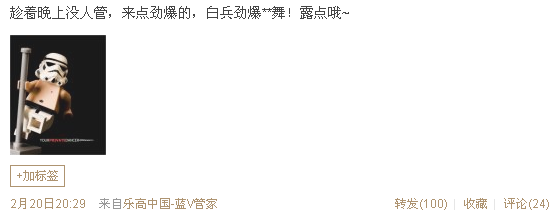 趁着晚上没人管，来点劲爆的，白兵劲爆**舞！露点哦~
+加标签
2月20日20:29 来自乐高中国-蓝V管家
转发(100) 收藏 评论(24)